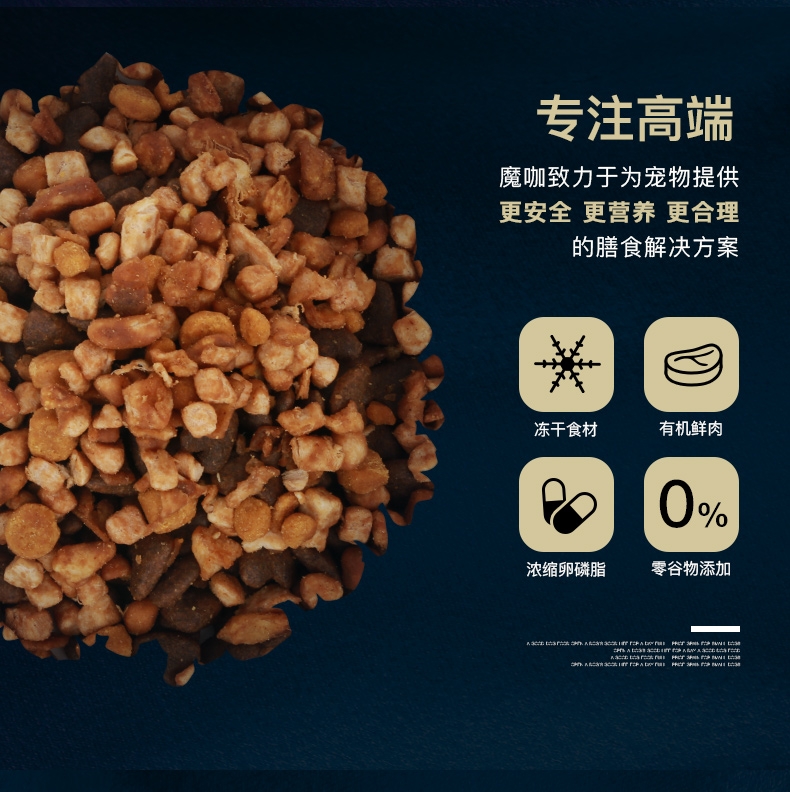 专注高端
魔咖致力于为宠物提供
更安全 更营养 更合理
的膳食解决方案
冻干食材
有机鲜肉
0%
浓缩卵磷脂
零谷物添加